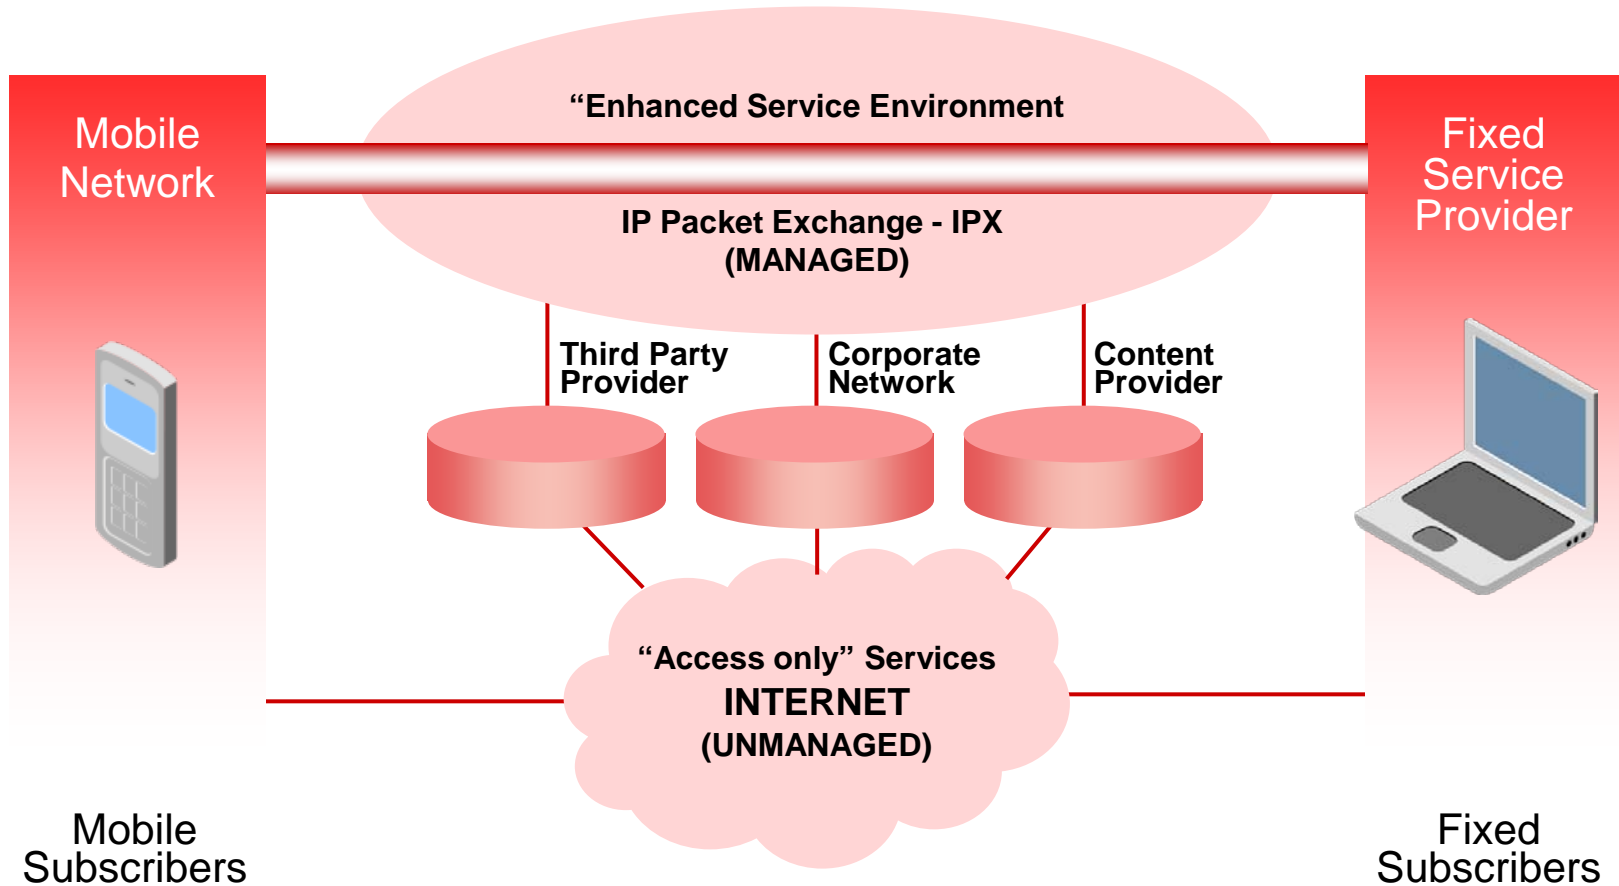 “Enhanced Service Environment
Mobile
Network
Fixed
Service
Provider
IP Packet Exchange - IPX
(MANAGED)
Third Party
Provider
Corporate
Network
Content
Provider
“Access only” Services
INTERNET
(UNMANAGED)
Mobile
Subscribers
Fixed
Subscribers